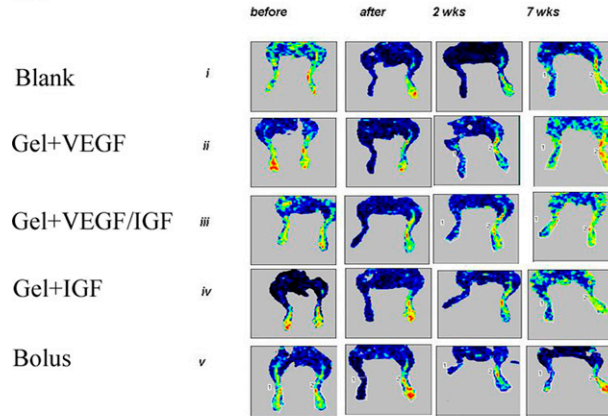 before after 2 wks 7 wks
Blank i
Gel+VEGF ii
Gel+VEGF/IGF iii
Gel+IGF iv
Bolus v